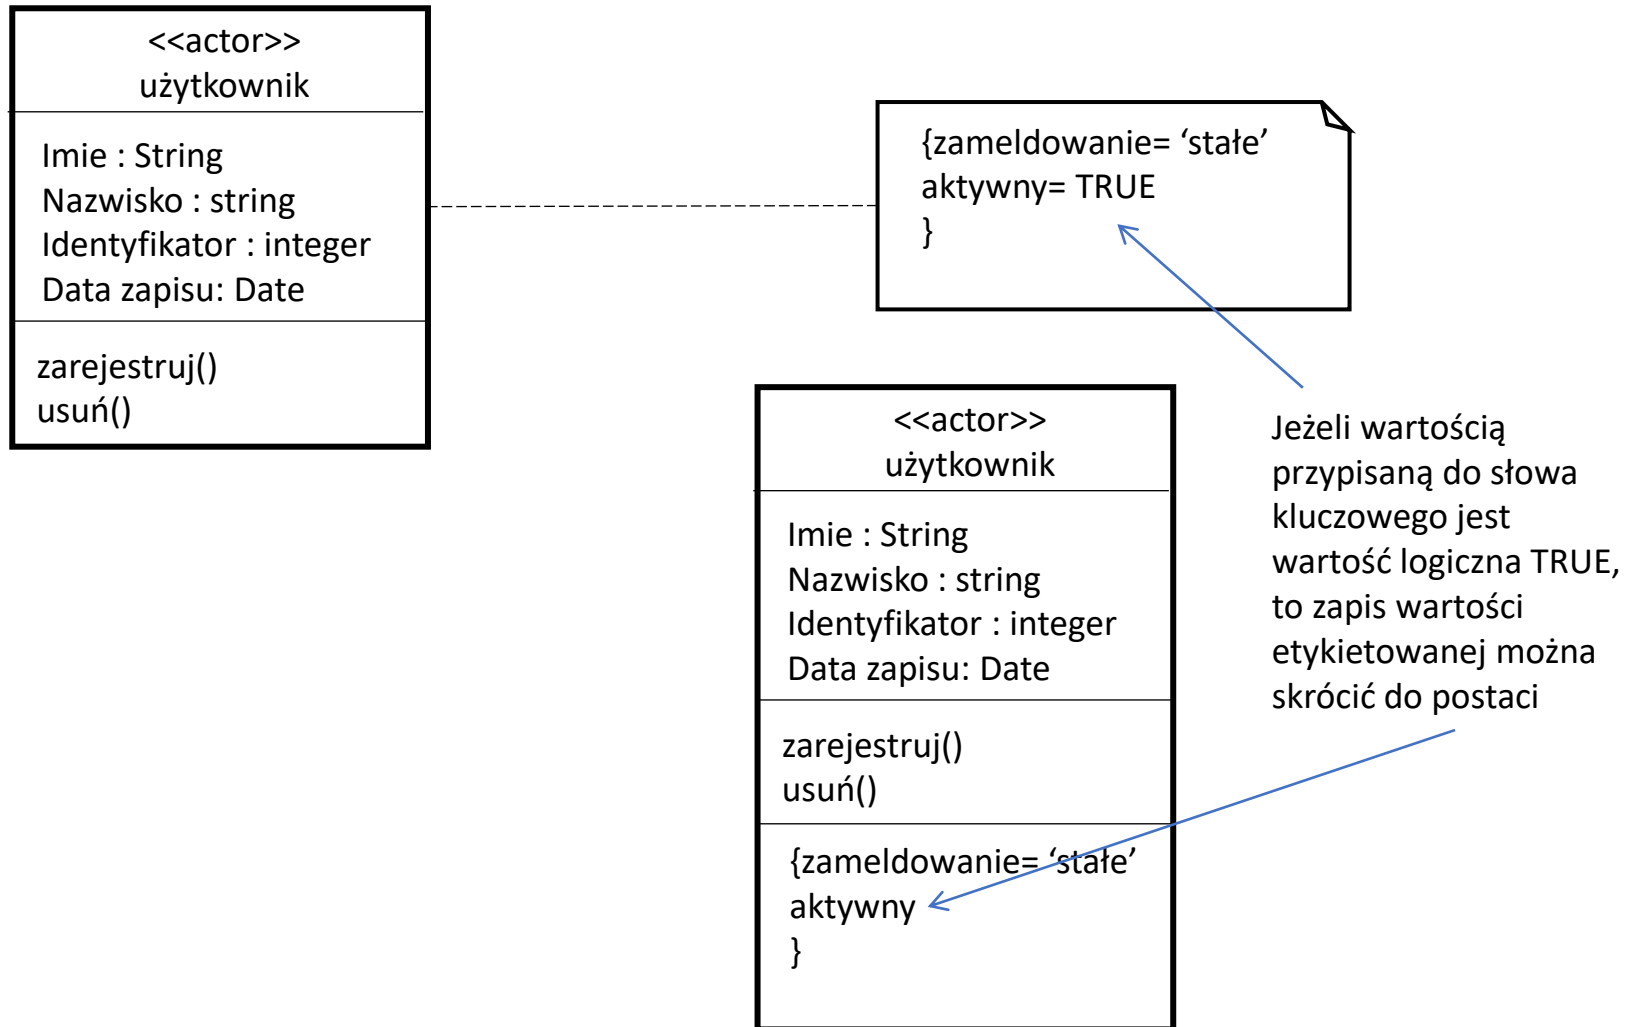 <<actor>>
użytkownik
Imie : String
Nazwisko : string
Identyfikator : integer
Data zapisu: Date
zarejestruj()
usuń()
{zameldowanie= ‘stałe’
aktywny= TRUE
}
<<actor>>
użytkownik
Imie : String
Nazwisko : string
Identyfikator : integer
Data zapisu: Date
zarejestruj()
usuń()
{zameldowanie= ‘stałe’
aktywny
}
Jeżeli wartością
przypisaną do słowa
kluczowego jest
wartość logiczna TRUE,
to zapis wartości
etykietowanej można
skrócić do postaci